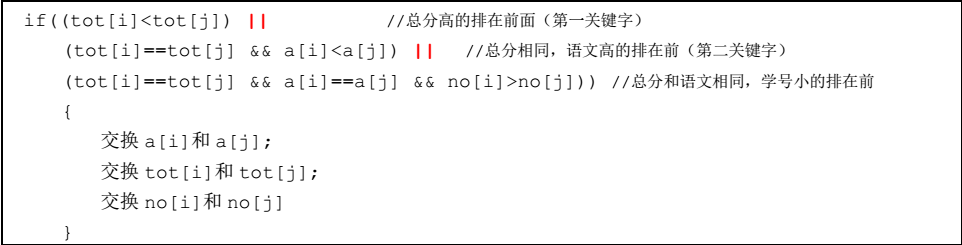 if((tot[i]<tot[j]) ||               //总分高的排在前面（第一关键字）
   (tot[i]==tot[j] && a[i]<a[j]) ||   //总分相同，语文高的排在前（第二关键字）
   (tot[i]==tot[j] && a[i]==a[j] && no[i]>no[j])) //总分和语文相同，学号小的排在前
   {
      交换 a[i]和 a[j];
      交换 tot[i]和 tot[j];
      交换 no[i]和 no[j]
   }